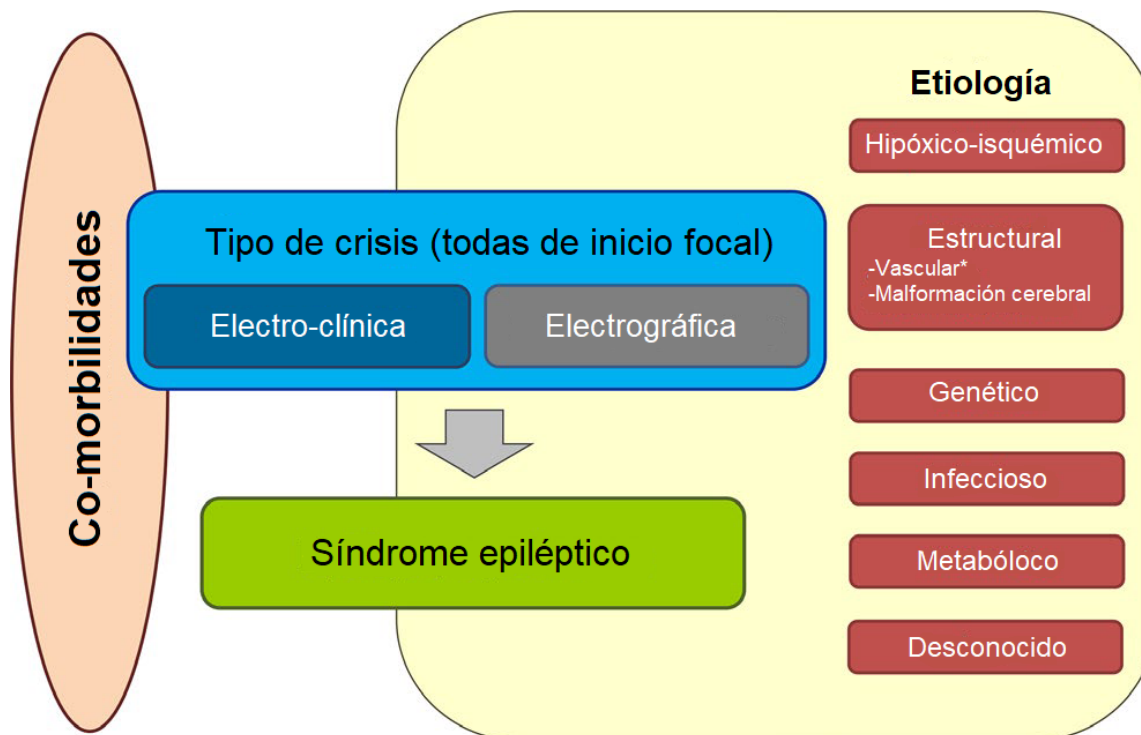 Co-morbilidades
Tipo de crisis (todas de inicio focal)
Electro-clínica
Electrográfica
Síndrome epiléptico
Etiología
Hipóxico-isquémico
Estructural
-Vascular*
-Malformación cerebral
Genético
Infeccioso
Metabóloco
Desconocido